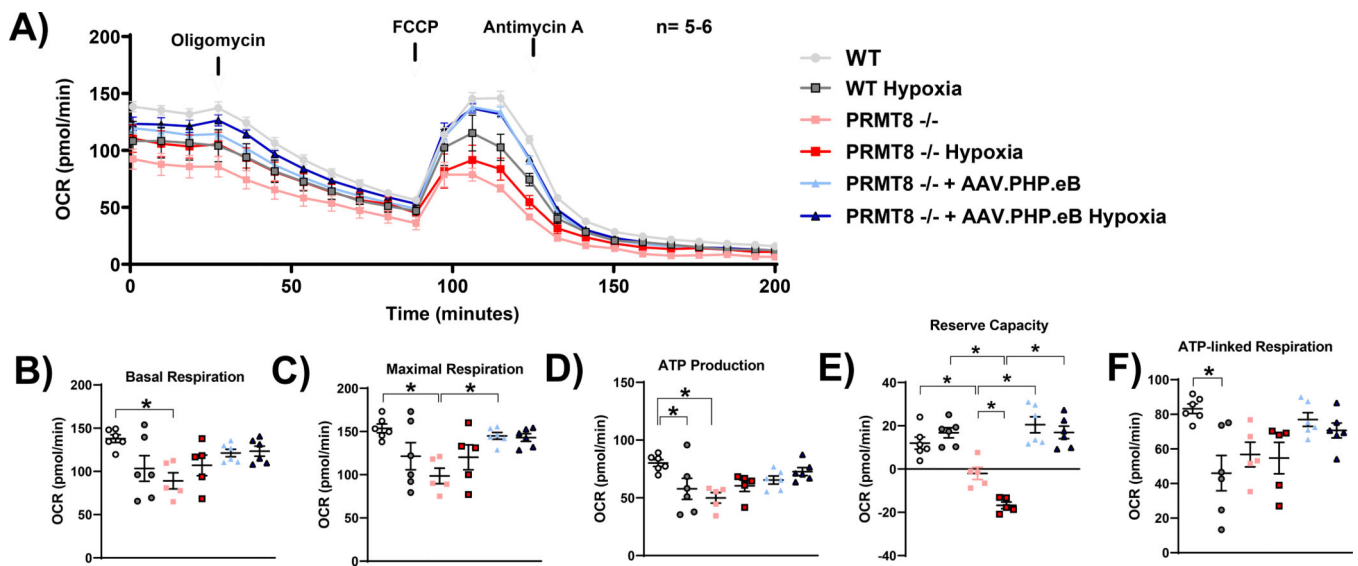 A)
Oligomycin
FCCP
Antimycin A
n= 5-6
200
150
100
50
0
OCR (pmol/min)
0 50 100 150 200
Time (minutes)
WT
WT Hypoxia
PRMT8 -/-
PRMT8 -/- Hypoxia
PRMT8 -/- + AAV.PHP.eB
PRMT8 -/- + AAV.PHP.eB Hypoxia
B)
Basal Respiration
200
150
100
50
0
OCR (pmol/min)
*
C)
Maximal Respiration
200
150
100
50
0
OCR (pmol/min)
* *
D)
ATP Production
150
100
50
0
OCR (pmol/min)
*
*
E)
Reserve Capacity
40
20
0
-20
-40
OCR (pmol/min)
* *
* * *
*
F)
ATP-linked Respiration
100
80
60
40
20
0
OCR (pmol/min)
*